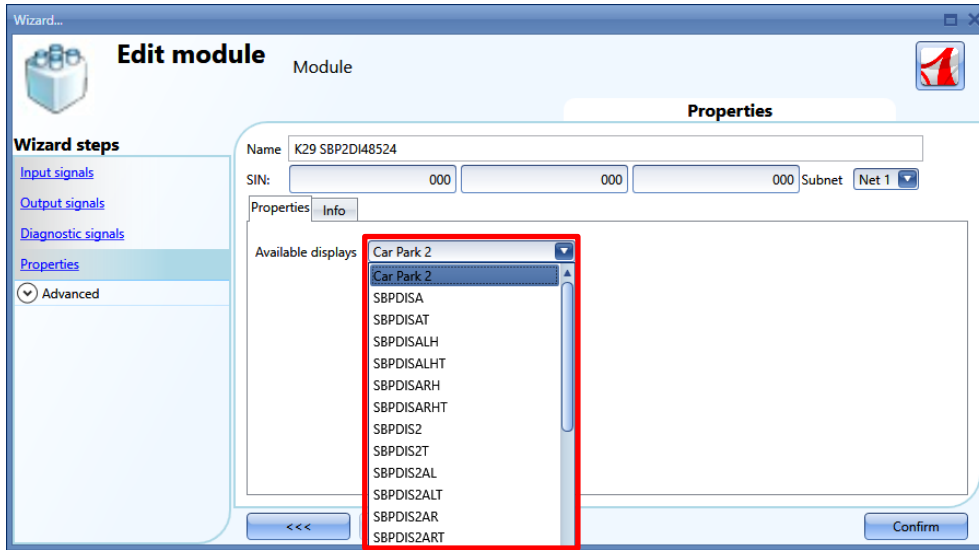 Wizard...
Edit module
Module
Properties
Wizard steps
Input signals
Output signals
Diagnostic signals
Properties
Advanced
Name K29 SBP2DI48524
SIN: 000 000 000 Subnet Net 1
Properties Info
Available displays Car Park 2
Car Park 2
SBPDISA
SBPDISAT
SBPDISALH
SBPDISALHT
SBPDISARH
SBPDISARHT
SBPDIS2
SBPDIS2T
SBPDIS2AL
SBPDIS2ALT
SBPDIS2AR
SBPDIS2ART
<<<
Confirm